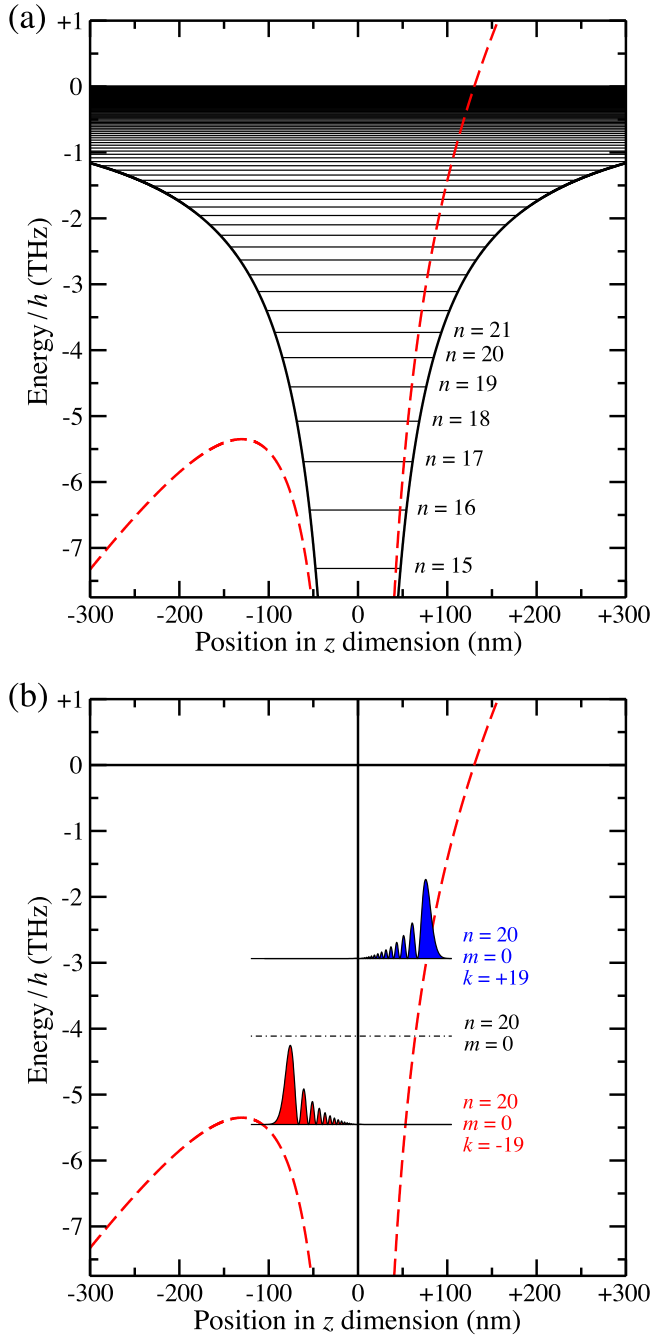 (a)
+1
0
-1
-2
-3
-4
-5
-6
-7
Energy / h (THz)
n = 21
n = 20
n = 19
n = 18
n = 17
n = 16
n = 15
-300 -200 -100 0 +100 +200 +300
Position in z dimension (nm)
(b)
+1
0
-1
-2
-3
-4
-5
-6
-7
Energy / h (THz)
n = 20
m = 0
k = +19
n = 20
m = 0
n = 20
m = 0
k = -19
-300 -200 -100 0 +100 +200 +300
Position in z dimension (nm)